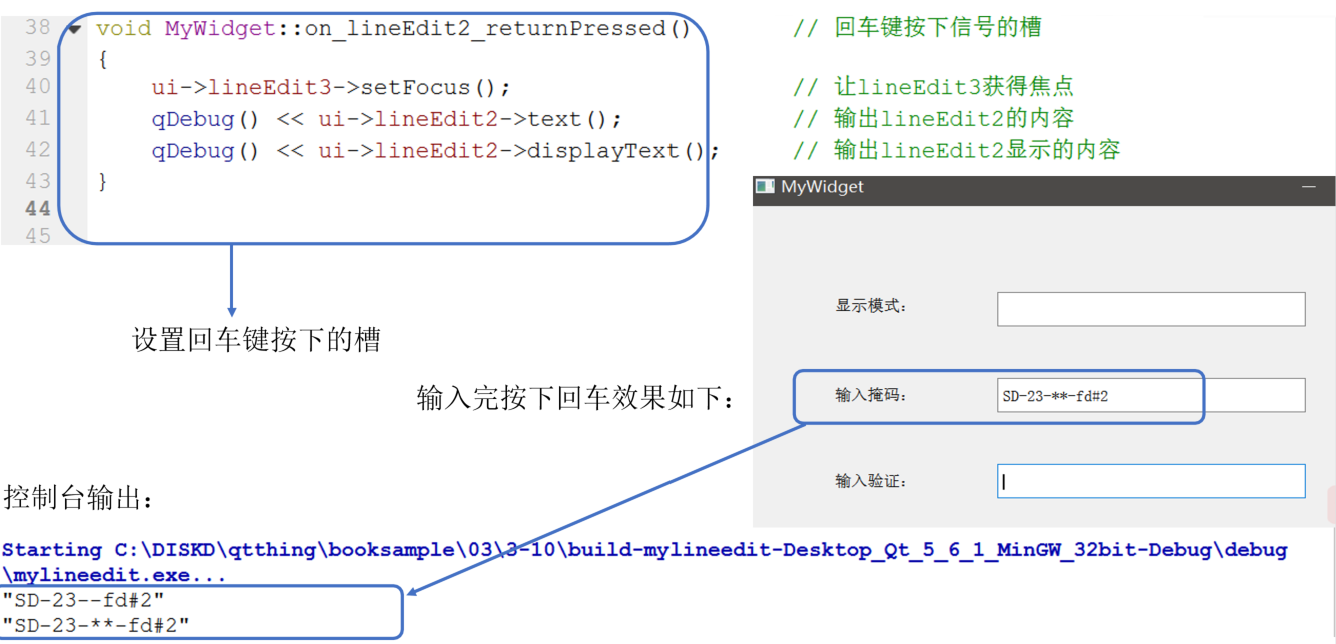 38 void MyWidget::on_lineEdit2_returnPressed() // 回车键按下信号的槽
39 {
40 ui->lineEdit3->setFocus(); // 让lineEdit3获得焦点
41 qDebug() << ui->lineEdit2->text(); // 输出lineEdit2的内容
42 qDebug() << ui->lineEdit2->displayText(); // 输出lineEdit2显示的内容
43 }
44
45
MyWidget
显示模式:
设置回车键按下的槽
输入完按下回车效果如下:
输入掩码: SD-23-**-fd#2
输入验证:
控制台输出:
Starting C:\DISKD\qtthing\booksample\03\3-10\build-mylineedit-Desktop_Qt_5_6_1_MinGW_32bit-Debug\debug
\mylineedit.exe...
"SD-23--fd#2"
"SD-23-**-fd#2"